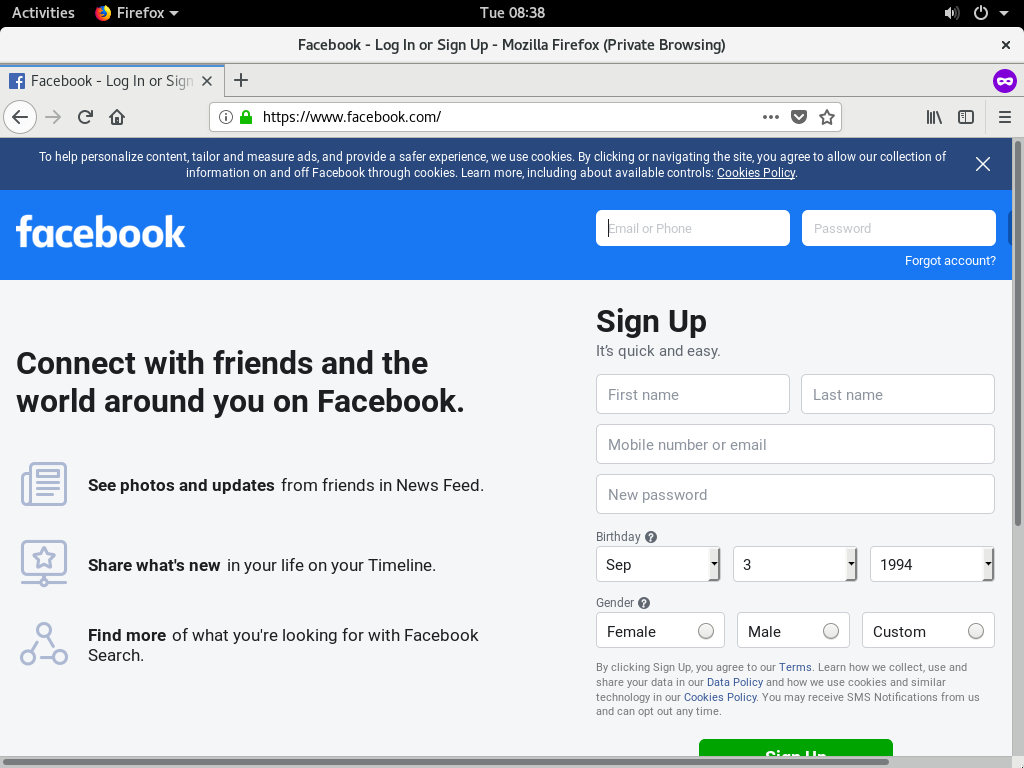 Activities Firefox Tue 08:38
Facebook - Log In or Sign Up - Mozilla Firefox (Private Browsing)
Facebook - Log In or Sign
https://www.facebook.com/
To help personalize content, tailor and measure ads, and provide a safer experience, we use cookies. By clicking or navigating the site, you agree to allow our collection of
information on and off Facebook through cookies. Learn more, including about available controls: Cookies Policy.
facebook
Email or Phone Password
Forgot account?
Connect with friends and the
world around you on Facebook.
See photos and updates from friends in News Feed.
Share what's new in your life on your Timeline.
Find more of what you're looking for with Facebook
Search.
Sign Up
It's quick and easy.
First name Last name
Mobile number or email
New password
Birthday ?
Sep 3 1994
Gender ?
Female Male Custom
By clicking Sign Up, you agree to our Terms. Learn how we collect, use and
share your data in our Data Policy and how we use cookies and similar
technology in our Cookies Policy. You may receive SMS Notifications from us
and can opt out any time.
Sign Up